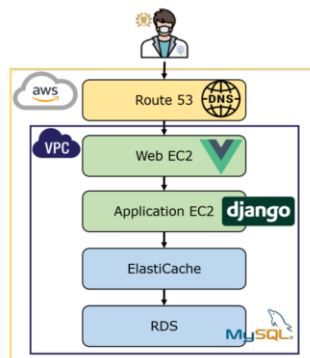 aws
Route 53
DNS
VPC
Web EC2
Application EC2
django
ElastiCache
RDS
MySQL